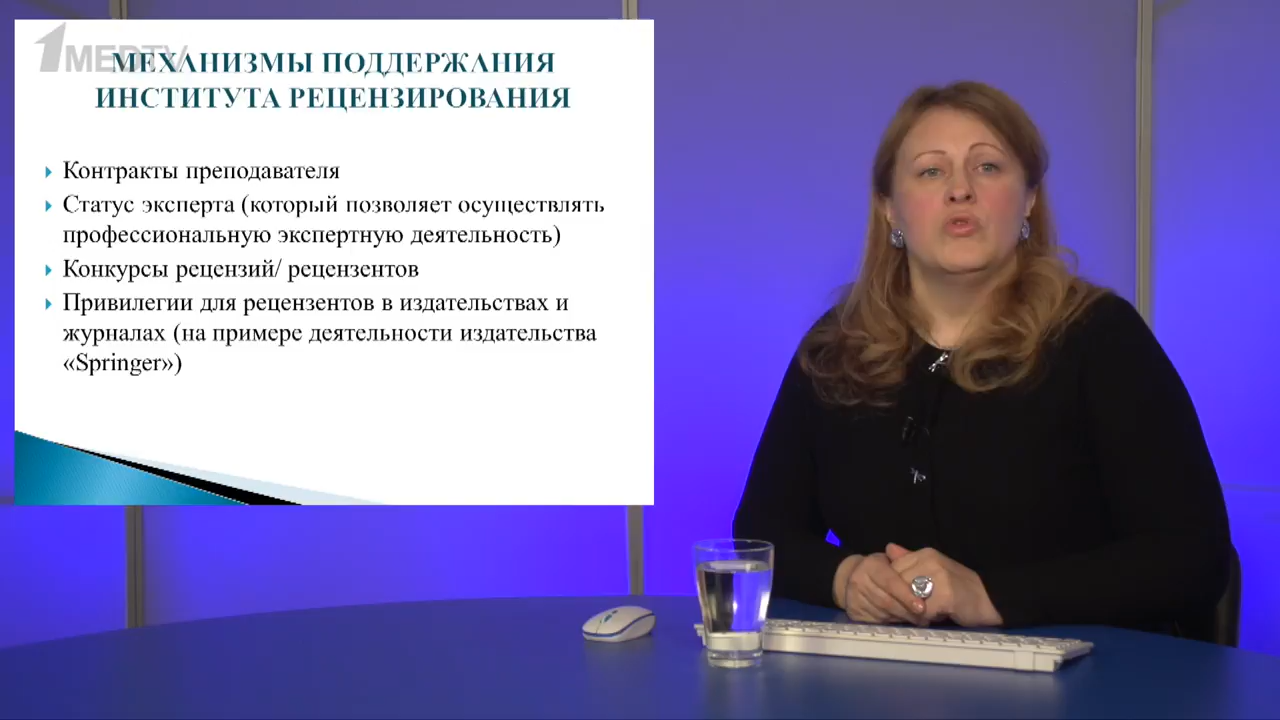 1MEDTV
МЕХАНИЗМЫ ПОДДЕРЖАНИЯ
ИНСТИТУТА РЕЦЕНЗИРОВАНИЯ
Контракты преподавателя
Статус эксперта (который позволяет осуществлять
профессиональную экспертную деятельность)
Конкурсы рецензий/ рецензентов
Привилегии для рецензентов в издательствах и
журналах (на примере деятельности издательства
«Springer»)